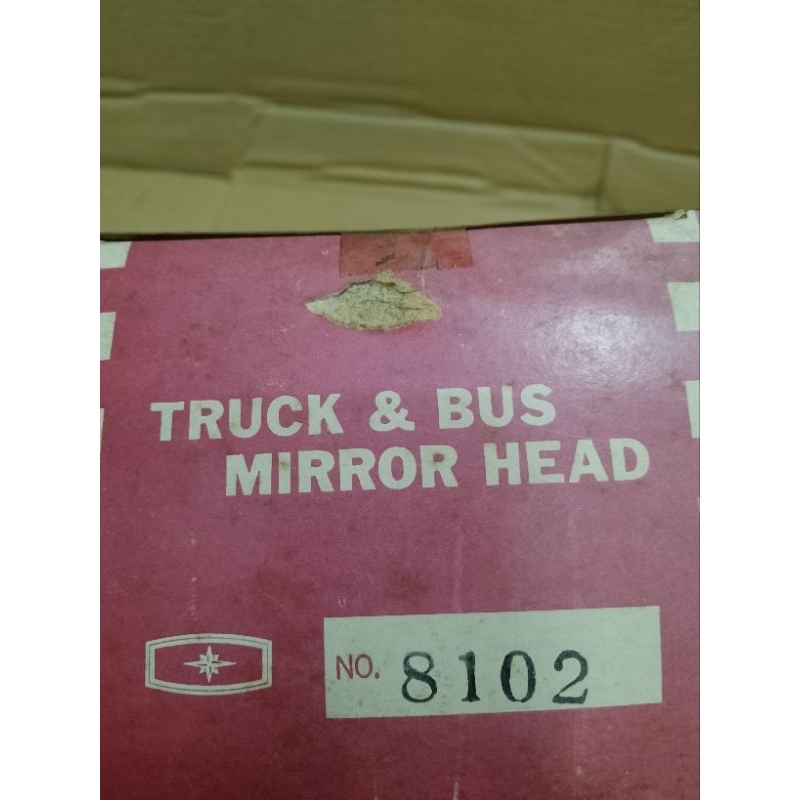 TRUCK & BUS
MIRROR HEAD
NO. 8102